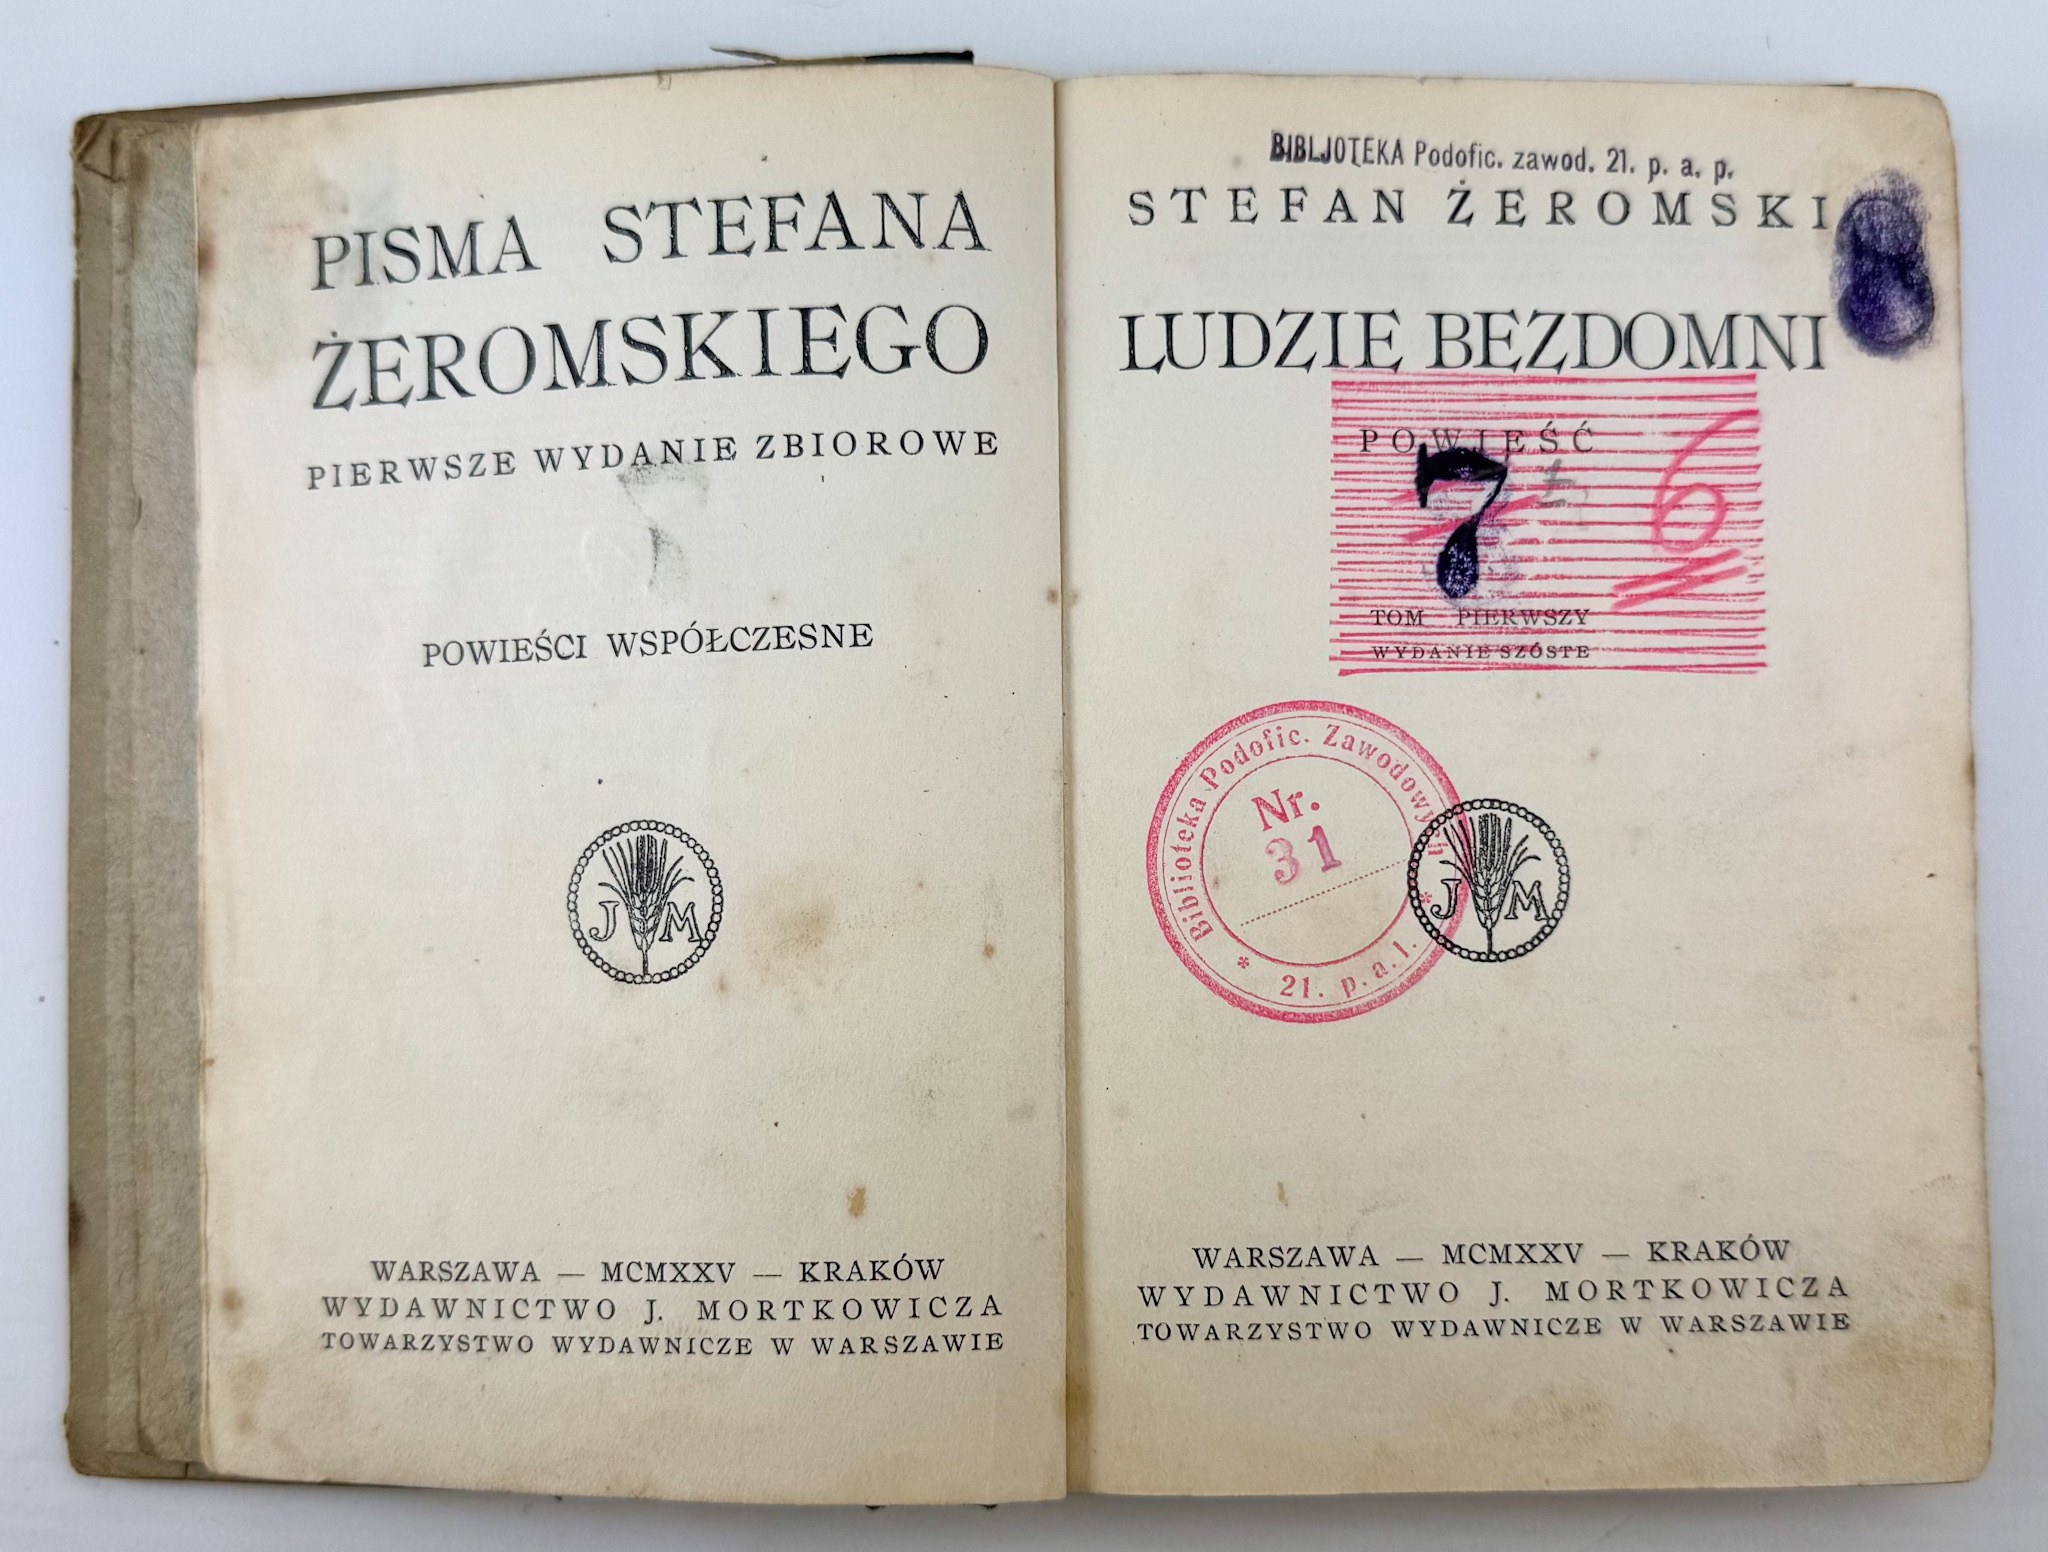 PISMA STEFANA
ŻEROMSKIEGO
PIERWSZE WYDANIE ZBIOROWE
POWIEŚCI WSPÓŁCZESNE
J M
WARSZAWA — MCMXXV — KRAKÓW
WYDAWNICTWO J. MORTKOWICZA
TOWARZYSTWO WYDAWNICZE W WARSZAWIE
BIBLJOTEKA Podofic. zawod. 21. p. a. p.
STEFAN ŻEROMSKI
LUDZIE BEZDOMNI
POWIEŚĆ
7
16
TOM PIERWSZY
WYDANIE SZÓSTE
Biblioteka Podofic. Zawodowych
Nr.
31
* 21. p. a. l. *
J M
WARSZAWA — MCMXXV — KRAKÓW
WYDAWNICTWO J. MORTKOWICZA
TOWARZYSTWO WYDAWNICZE W WARSZAWIE